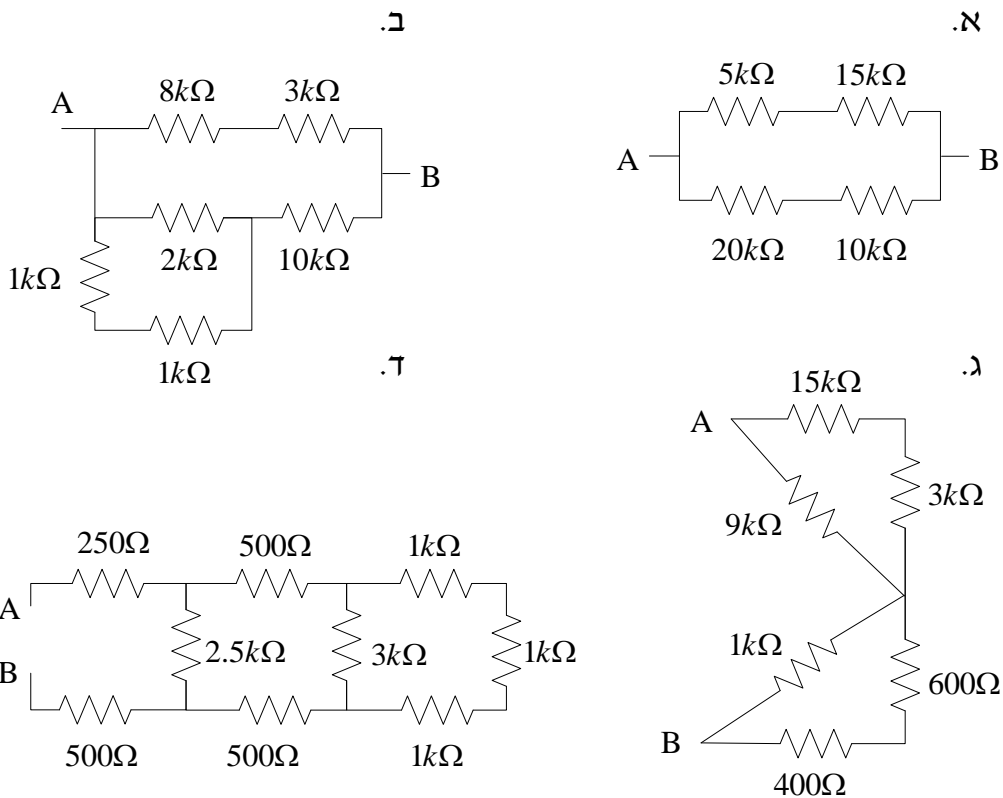 א.
5kΩ 15kΩ
A B
20kΩ 10kΩ
ב.
8kΩ 3kΩ
A
B
2kΩ 10kΩ
1kΩ
1kΩ
ג.
15kΩ
A
3kΩ
9kΩ
1kΩ
600Ω
B
400Ω
ד.
250Ω 500Ω 1kΩ
A
2.5kΩ 3kΩ 1kΩ
B
500Ω 500Ω 1kΩ